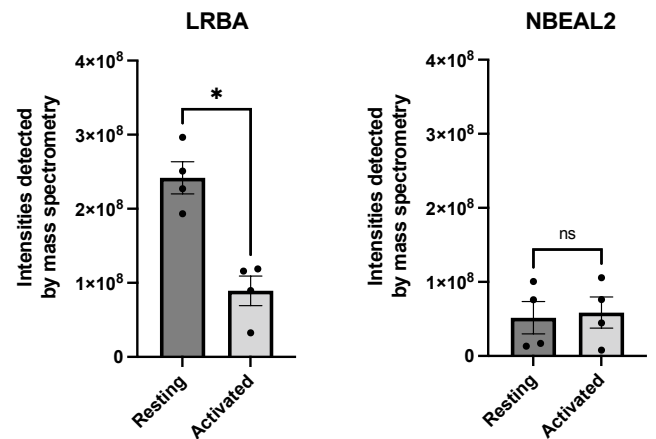 LRBA
Intensities detected
by mass spectrometry
4×10⁸
3×10⁸
2×10⁸
1×10⁸
0
*
Resting
Activated
NBEAL2
Intensities detected
by mass spectrometry
4×10⁸
3×10⁸
2×10⁸
1×10⁸
0
ns
Resting
Activated